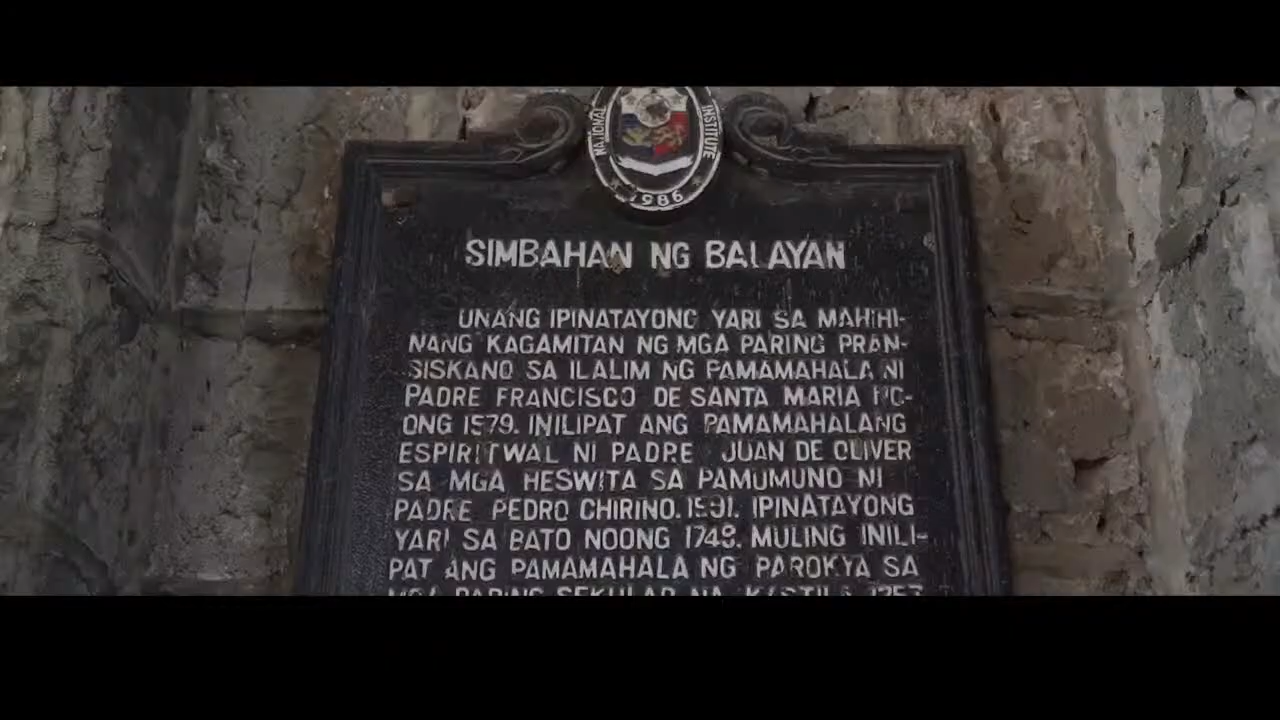 NATIONAL INSTITUTE
1986
SIMBAHAN NG BALAYAN
UNANG IPINATAYONG YARI SA MAHIHI-
NANG KAGAMITAN NG MGA PARING PRAN-
SISKANO SA ILALIM NG PAMAMAHALA NI
PADRE FRANCISCO DE SANTA MARIA NO-
ONG 1579. INILIPAT ANG PAMAMAHALANG
ESPIRITWAL NI PADRE JUAN DE OLIVER
SA MGA HESWITA SA PAMUMUNO NI
PADRE PEDRO CHIRINO. 1591. IPINATAYONG
YARI SA BATO NOONG 1748. MULING INILI-
PAT ANG PAMAMAHALA NG PAROKYA SA
MGA PARING SEKULAR NA KASTILA